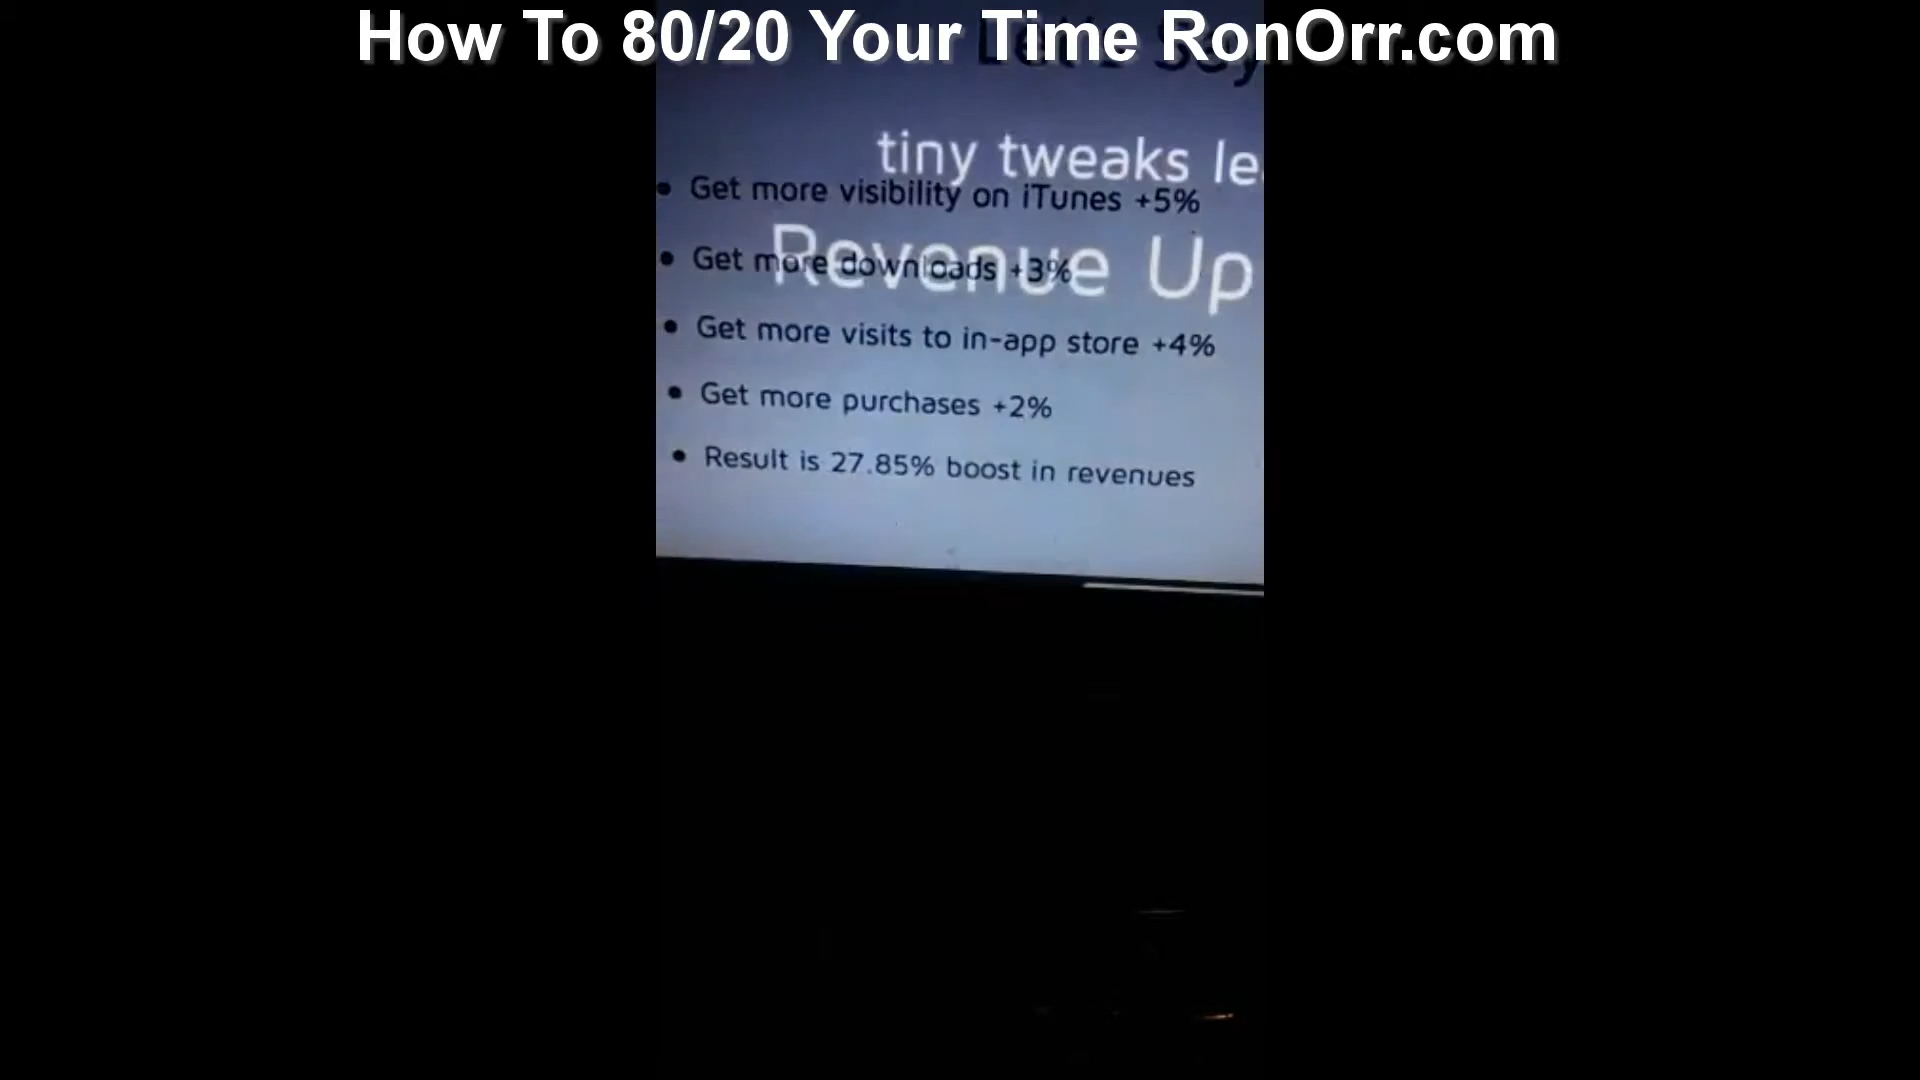 How To 80/20 Your Time RonOrr.com
tiny tweaks
• Get more visibility on iTunes +5%
Revenue Up
• Get more downloads +3%
• Get more visits to in-app store +4%
• Get more purchases +2%
• Result is 27.85% boost in revenues